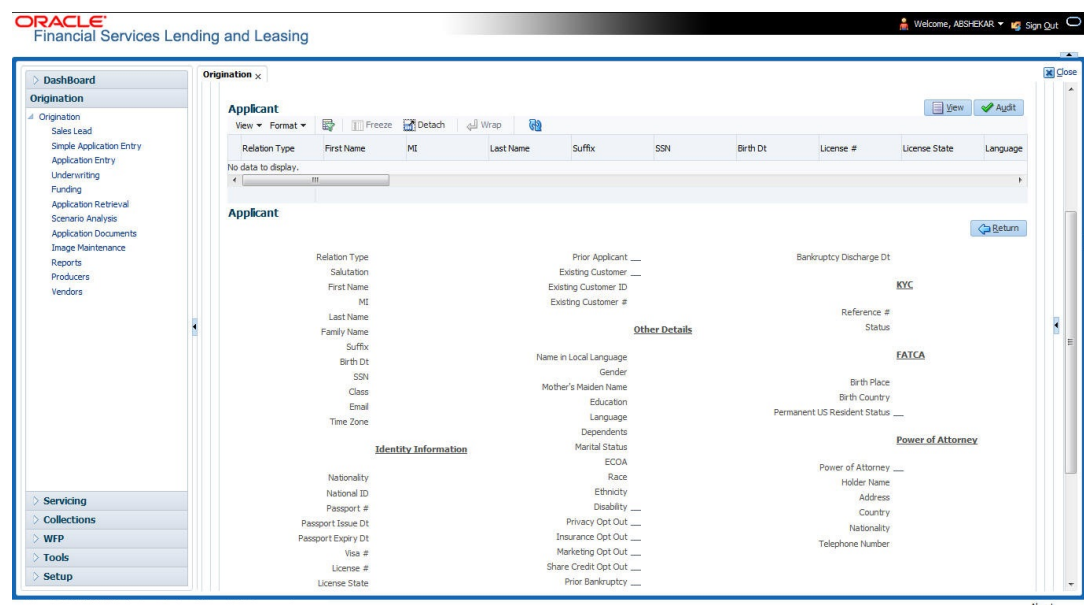 ORACLE
Financial Services Lending and Leasing
Welcome, ABSHEKAR
Sign Out
DashBoard
Origination
Origination
Sales Lead
Simple Application Entry
Application Entry
Underwriting
Funding
Application Retrieval
Scenario Analysis
Application Documents
Image Maintenance
Reports
Producers
Vendors
Servicing
Collections
WFP
Tools
Setup
Origination x
Close
Applicant
View
Audit
View Format Freeze Detach Wrap
Relation Type First Name MI Last Name Suffix SSN Birth Dt License # License State Language
No data to display.
Applicant
Return
Relation Type
Salutation
First Name
MI
Last Name
Family Name
Suffix
Birth Dt
SSN
Class
Email
Time Zone
Identity Information
Nationality
National ID
Passport #
Passport Issue Dt
Passport Expiry Dt
Visa #
License #
License State
Prior Applicant
Existing Customer
Existing Customer ID
Existing Customer #
Other Details
Name in Local Language
Gender
Mother's Maiden Name
Education
Language
Dependents
Marital Status
ECOA
Race
Ethnicity
Disability
Privacy Opt Out
Insurance Opt Out
Marketing Opt Out
Share Credit Opt Out
Prior Bankruptcy
Bankruptcy Discharge Dt
KYC
Reference #
Status
FATCA
Birth Place
Birth Country
Permanent US Resident Status
Power of Attorney
Power of Attorney
Holder Name
Address
Country
Nationality
Telephone Number